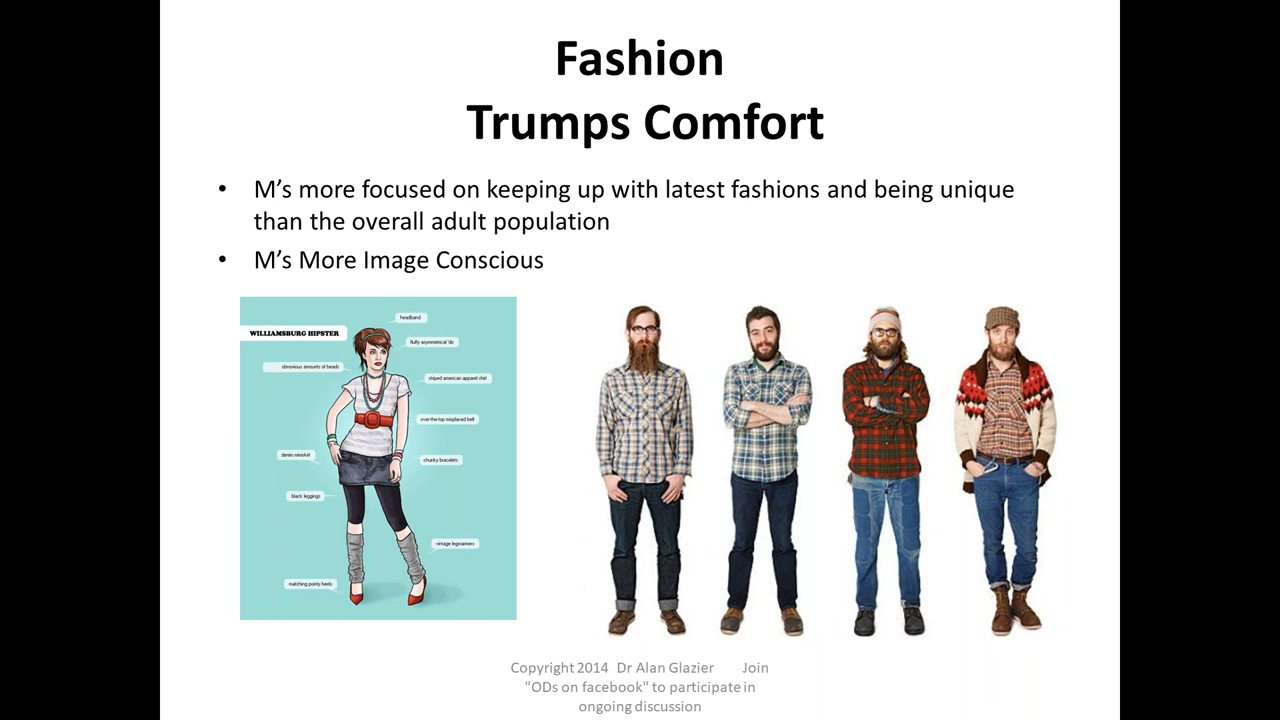 Fashion
Trumps Comfort
• M's more focused on keeping up with latest fashions and being unique
than the overall adult population
• M's More Image Conscious
WILLIAMSBURG HIPSTER
headband
fully asymmetrical 'do
obnoxious amounts of beads
striped american apparel shirt
over-the-top misplaced belt
denim miniskirt
chunky bracelets
black leggings
vintage legwarmers
matching pointy heels
Copyright 2014 Dr Alan Glazier Join
"ODs on facebook" to participate in
ongoing discussion